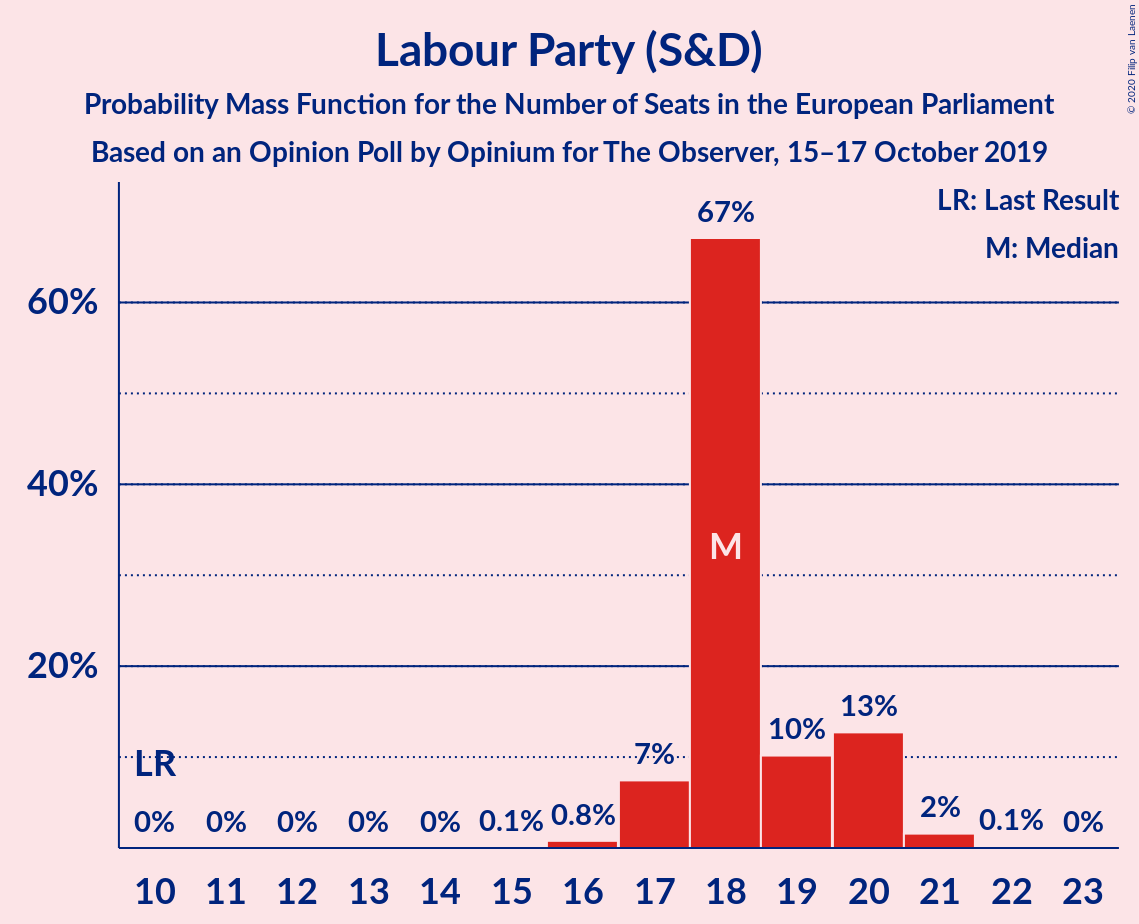 Labour Party (S&D)
Probability Mass Function for the Number of Seats in the European Parliament
Based on an Opinion Poll by Opinium for The Observer, 15–17 October 2019
© 2020 Filip van Laenen
LR: Last Result
M: Median
60%
40%
20%
67%
M
LR
0%
0%
0%
0%
0%
0.1%
0.8%
7%
10%
13%
2%
0.1%
0%
10 11 12 13 14 15 16 17 18 19 20 21 22 23